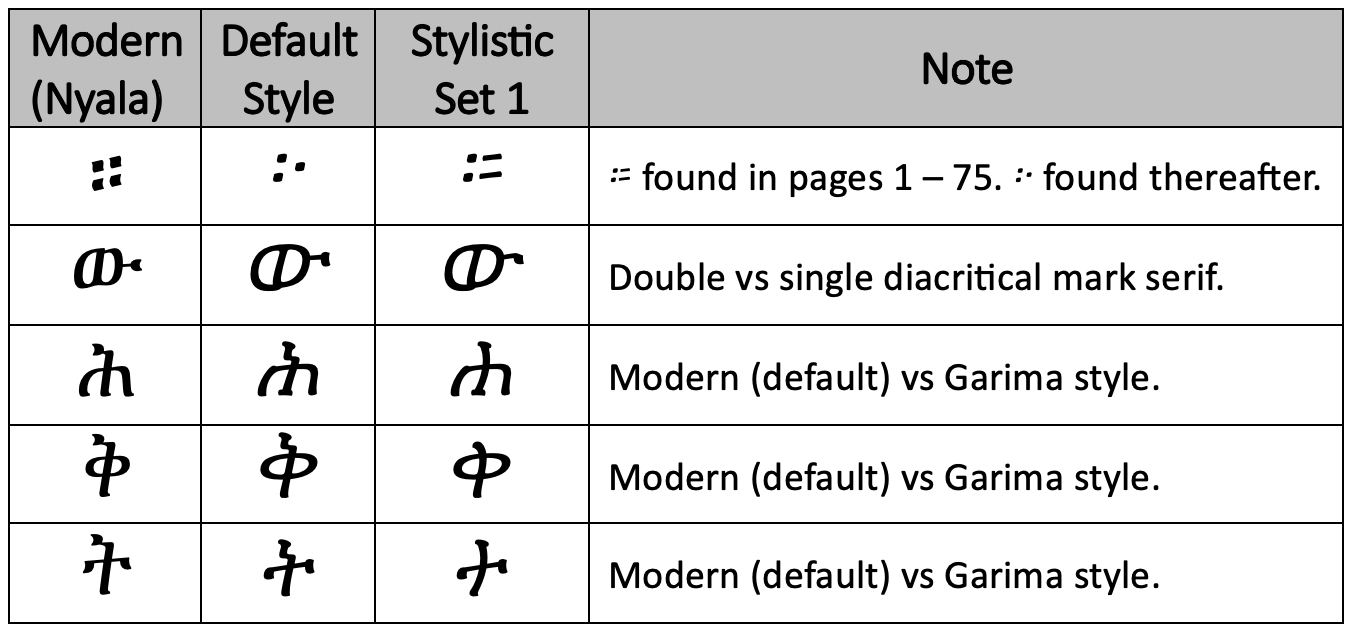 Modern
(Nyala)
Default
Style
Stylistic
Set 1
Note
። ። ። ። found in pages 1 – 75. ። found thereafter.
ው ው ው Double vs single diacritical mark serif.
ሕ ሕ ሕ Modern (default) vs Garima style.
ቅ ቅ ቅ Modern (default) vs Garima style.
ት ት ት Modern (default) vs Garima style.